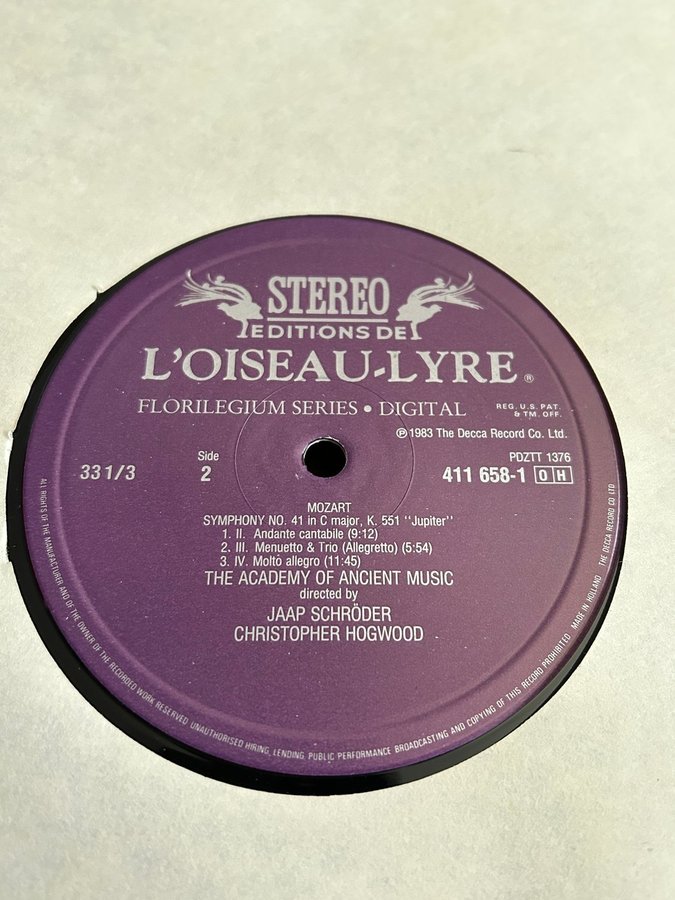 STEREO
EDITIONS DE
L'OISEAU-LYRE ®
FLORILEGIUM SERIES • DIGITAL
REG. U.S. PAT.
& TM. OFF.
℗ 1983 The Decca Record Co. Ltd.
33 1/3
Side
2
PDZTT 1376
411 658-1 O H
MOZART
SYMPHONY NO. 41 in C major, K. 551 "Jupiter"
1. II. Andante cantabile (9:12)
2. III. Menuetto & Trio (Allegretto) (5:54)
3. IV. Molto allegro (11:45)
THE ACADEMY OF ANCIENT MUSIC
directed by
JAAP SCHRÖDER
CHRISTOPHER HOGWOOD
ALL RIGHTS OF THE MANUFACTURER AND OF THE OWNER OF THE RECORDED WORK RESERVED UNAUTHORISED HIRING, LENDING, PUBLIC PERFORMANCE BROADCASTING AND COPYING OF THIS RECORD PROHIBITED MADE IN HOLLAND THE DECCA RECORD CO LTD